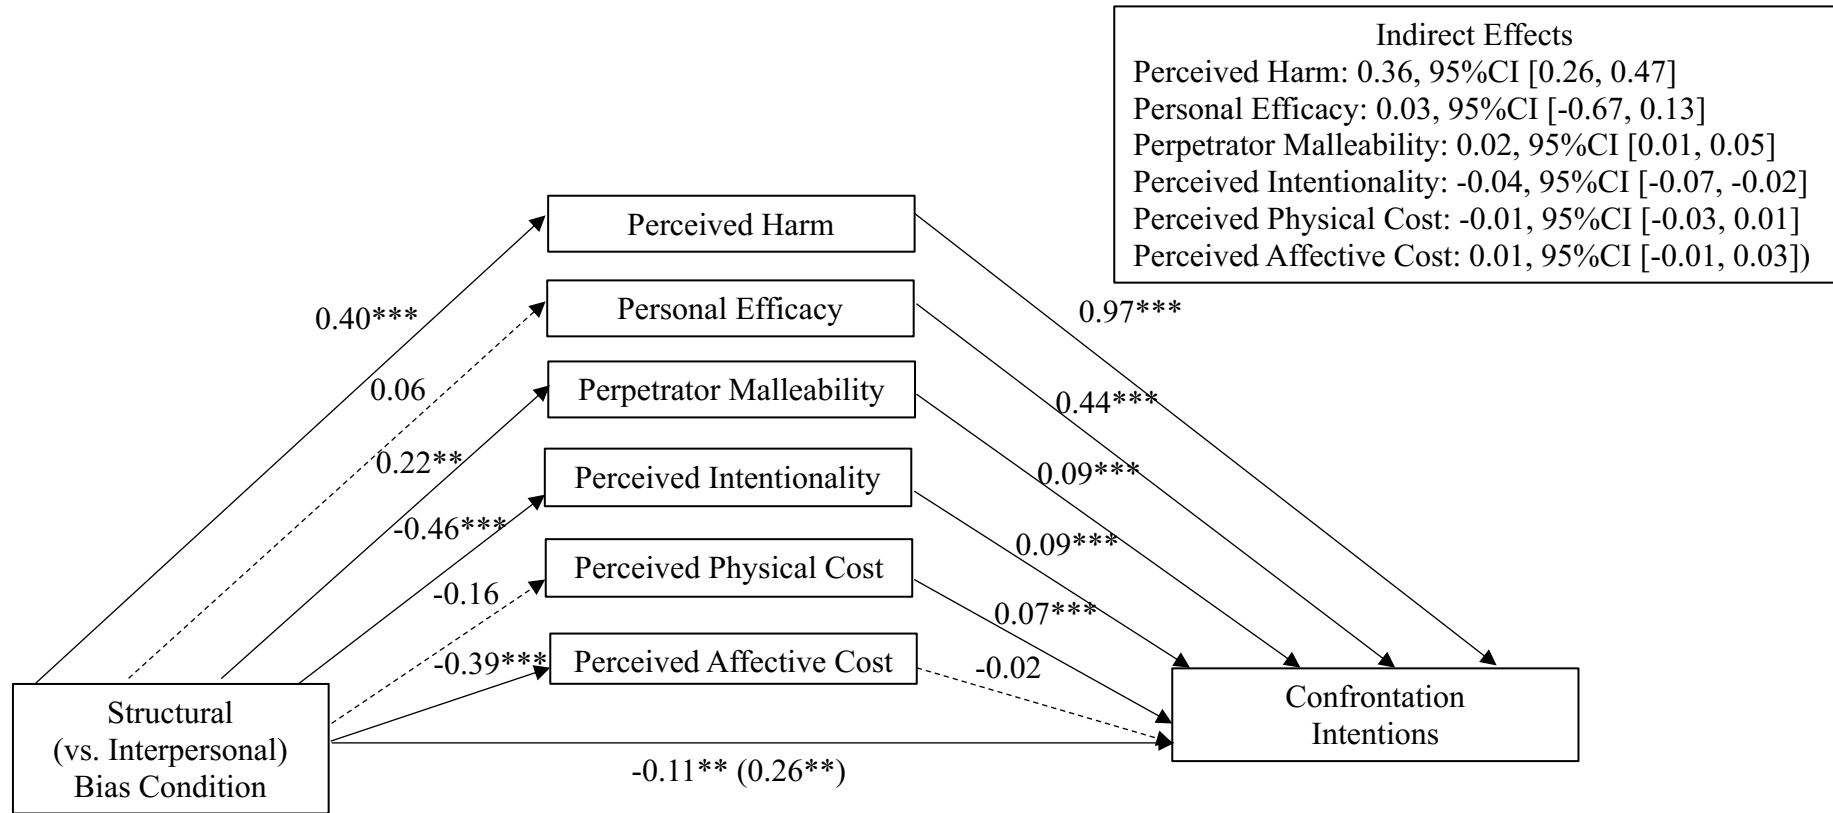 Indirect Effects
Perceived Harm: 0.36, 95%CI [0.26, 0.47]
Personal Efficacy: 0.03, 95%CI [-0.67, 0.13]
Perpetrator Malleability: 0.02, 95%CI [0.01, 0.05]
Perceived Intentionality: -0.04, 95%CI [-0.07, -0.02]
Perceived Physical Cost: -0.01, 95%CI [-0.03, 0.01]
Perceived Affective Cost: 0.01, 95%CI [-0.01, 0.03])
Perceived Harm
Personal Efficacy
0.40***
0.97***
0.06
Perpetrator Malleability
0.44***
0.22**
Perceived Intentionality
0.09***
-0.46***
0.09***
Perceived Physical Cost
-0.16
0.07***
-0.39***
Perceived Affective Cost
-0.02
Structural
(vs. Interpersonal)
Bias Condition
Confrontation
Intentions
-0.11** (0.26**)